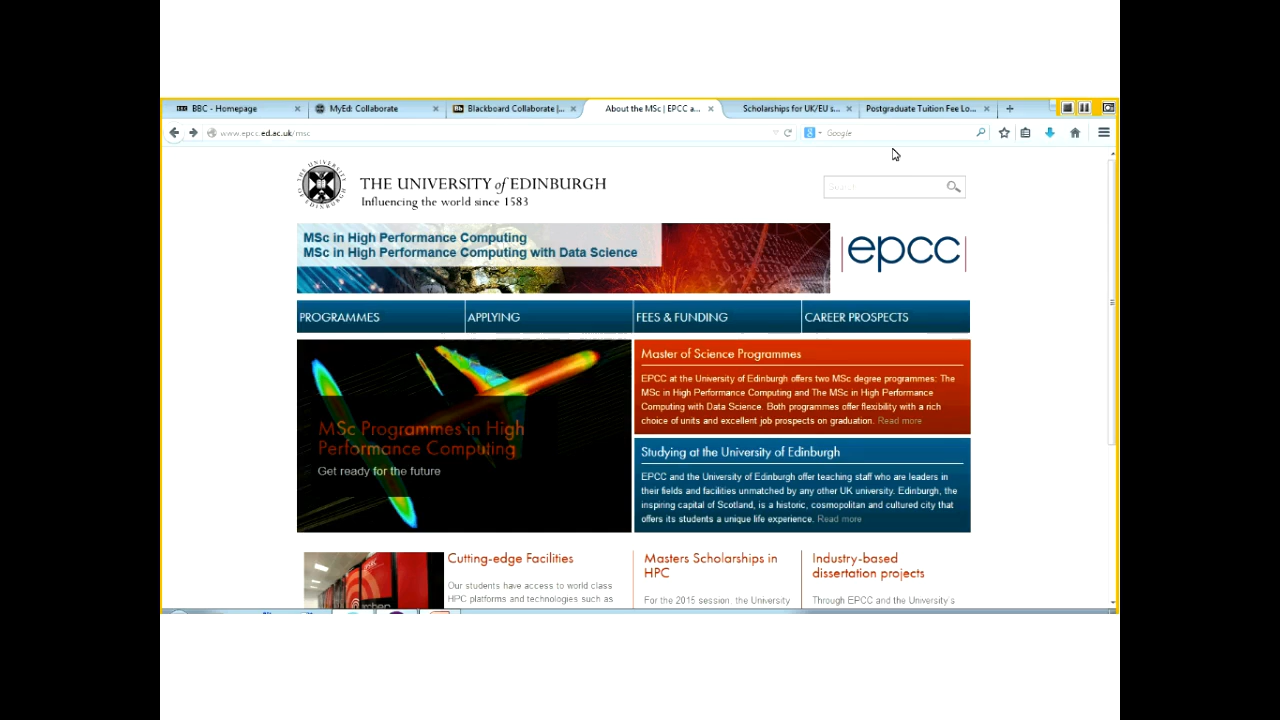 BBC - Homepage
MyEd: Collaborate
Blackboard Collaborate |...
About the MSc | EPCC a...
Scholarships for UK/EU s...
Postgraduate Tuition Fee Lo...
www.epcc.ed.ac.uk/msc
Google
THE UNIVERSITY of EDINBURGH
Influencing the world since 1583
Search
MSc in High Performance Computing
MSc in High Performance Computing with Data Science
epcc
PROGRAMMES
APPLYING
FEES & FUNDING
CAREER PROSPECTS
MSc Programmes in High
Performance Computing
Get ready for the future
Master of Science Programmes
EPCC at the University of Edinburgh offers two MSc degree programmes: The
MSc in High Performance Computing and The MSc in High Performance
Computing with Data Science. Both programmes offer flexibility with a rich
choice of units and excellent job prospects on graduation. Read more
Studying at the University of Edinburgh
EPCC and the University of Edinburgh offer teaching staff who are leaders in
their fields and facilities unmatched by any other UK university. Edinburgh, the
inspiring capital of Scotland, is a historic, cosmopolitan and cultured city that
offers its students a unique life experience. Read more
Cutting-edge Facilities
Our students have access to world class
HPC platforms and technologies such as
Masters Scholarships in
HPC
For the 2015 session, the University
Industry-based
dissertation projects
Through EPCC and the University's